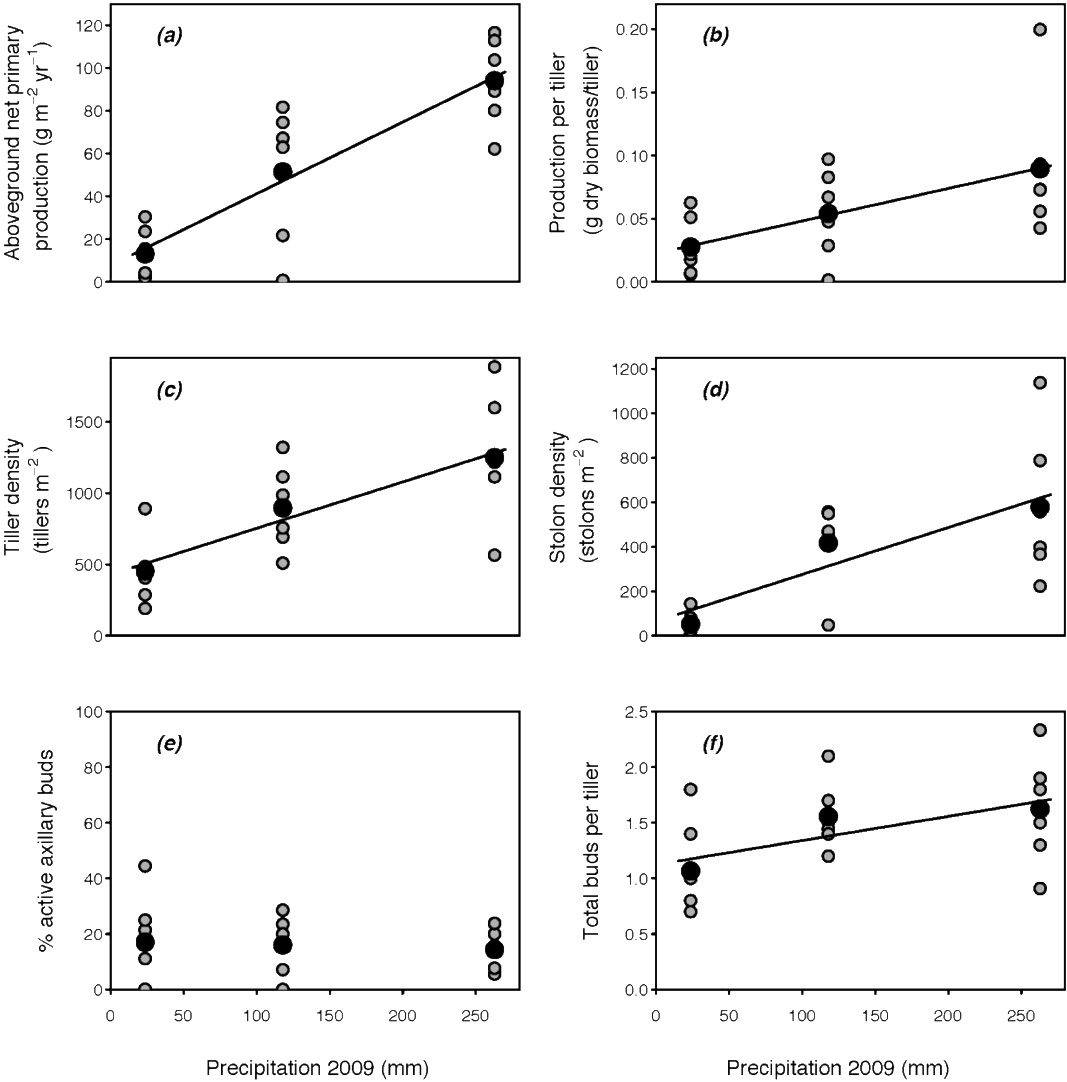 (a)
Aboveground net primary
production (g m⁻² yr⁻¹)
120
100
80
60
40
20
0
(b)
Production per tiller
(g dry biomass/tiller)
0.20
0.15
0.10
0.05
0.00
(c)
Tiller density
(tillers m⁻² )
1500
1000
500
0
(d)
Stolon density
(stolons m⁻² )
1200
1000
800
600
400
200
0
(e)
% active axillary buds
100
80
60
40
20
0
0 50 100 150 200 250
Precipitation 2009 (mm)
(f)
Total buds per tiller
2.5
2.0
1.5
1.0
0.5
0.0
0 50 100 150 200 250
Precipitation 2009 (mm)